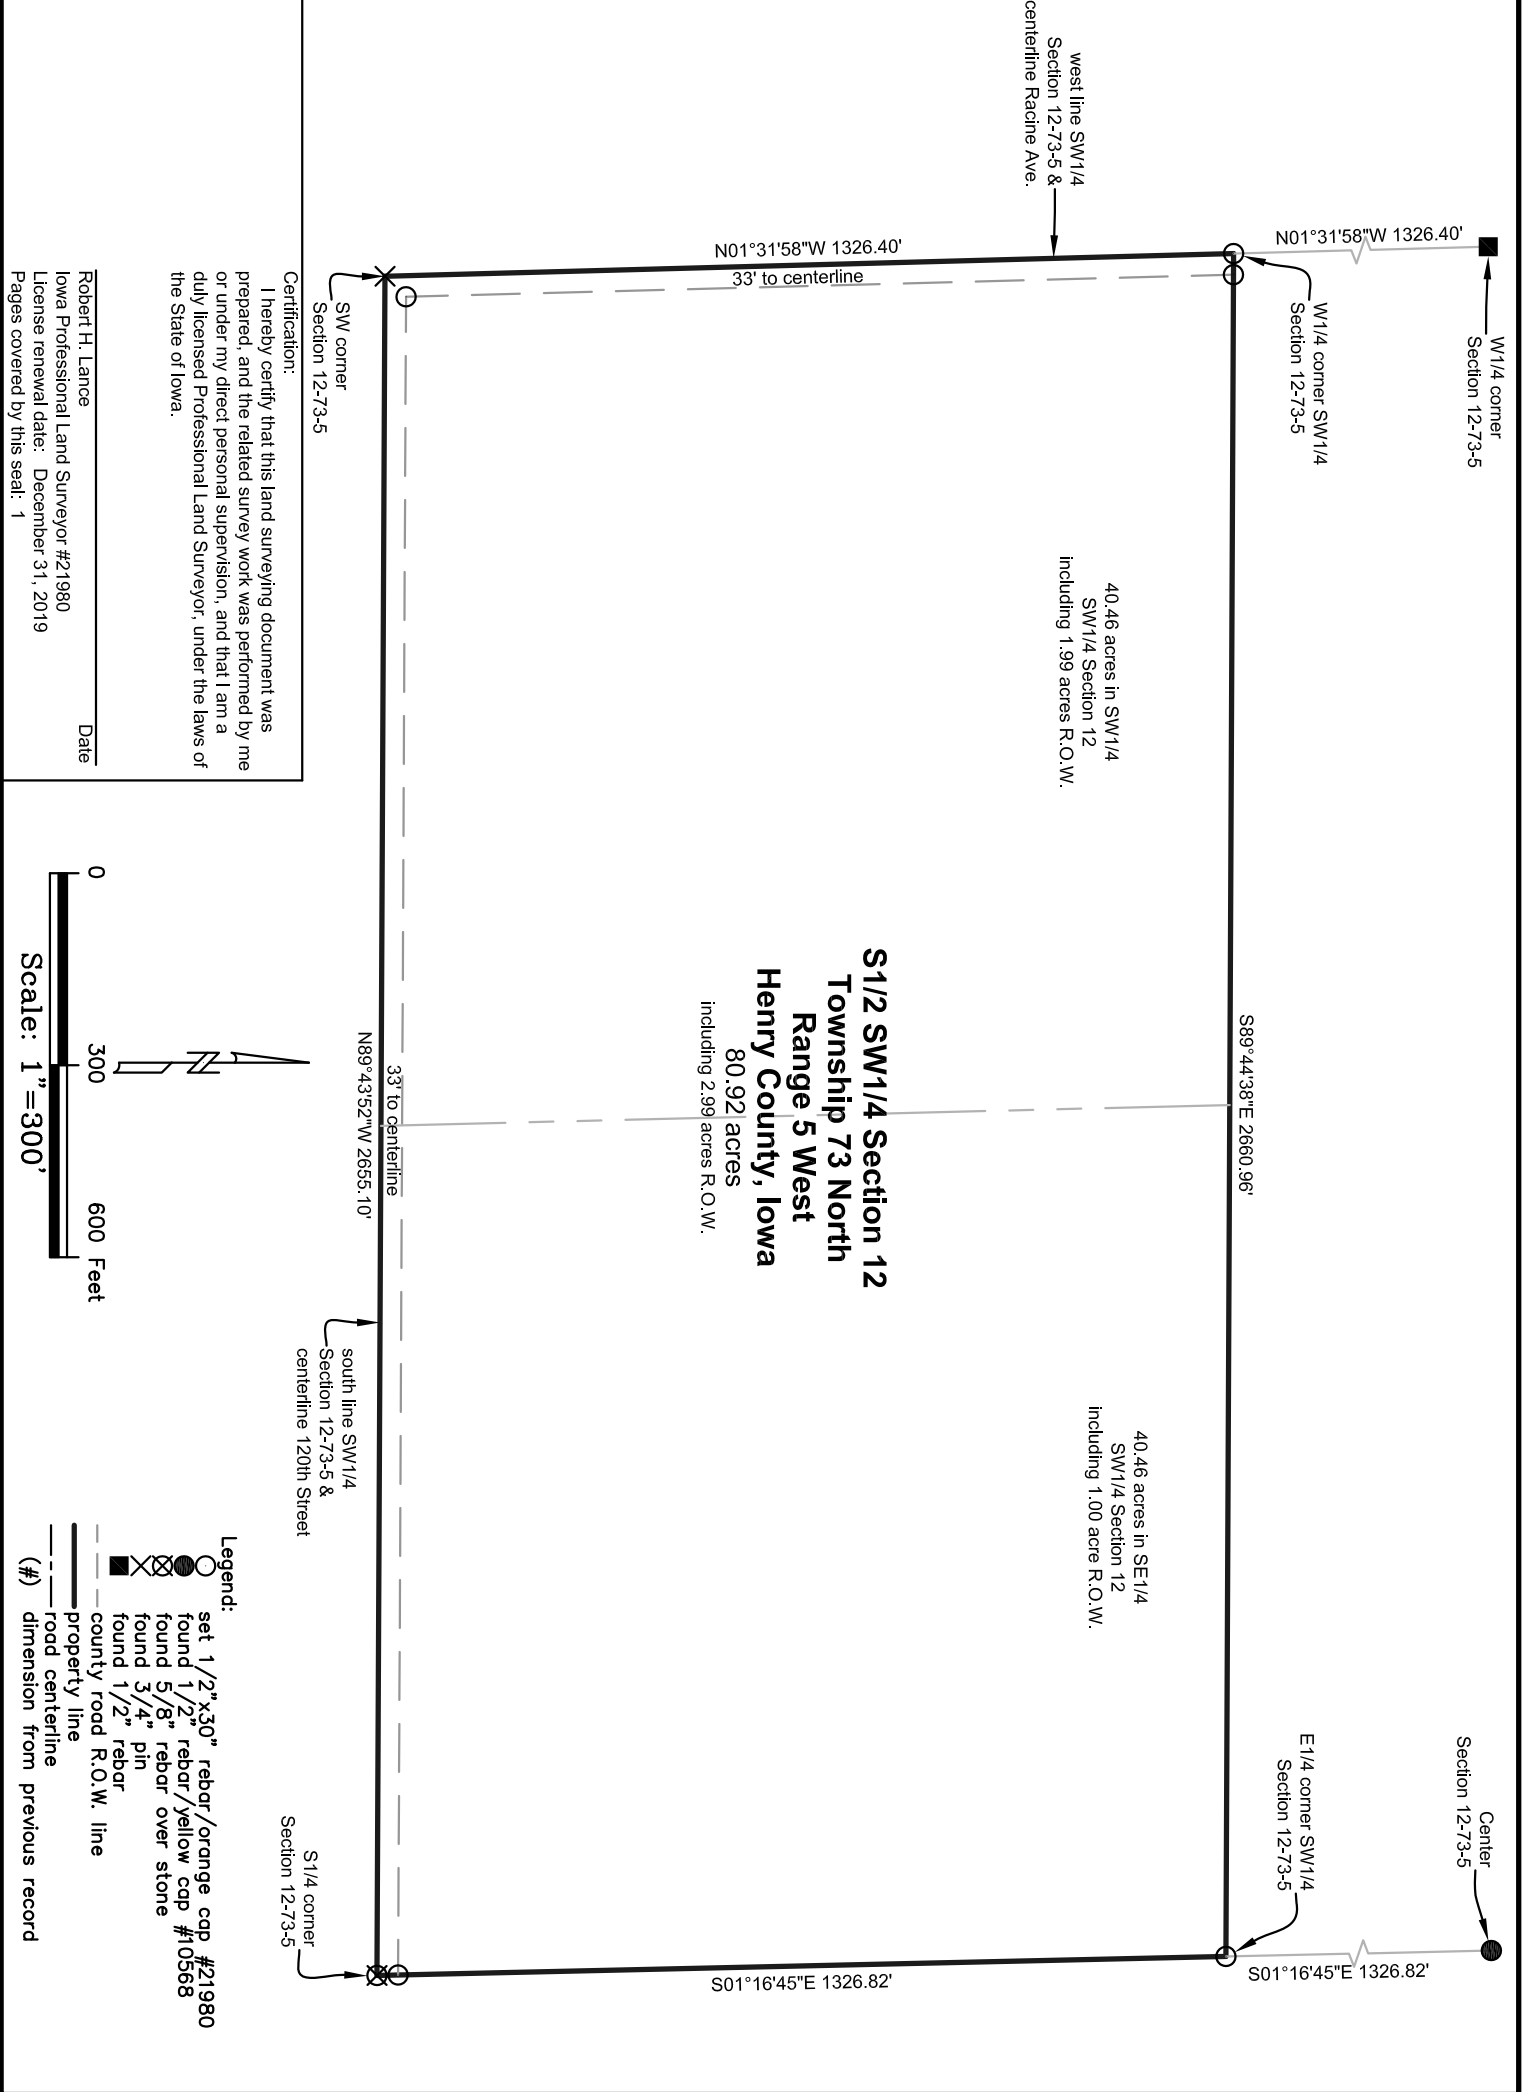 W1/4 corner
Section 12-73-5
Center
Section 12-73-5
N01°31'58"W 1326.40'
S01°16'45"E 1326.82'
W1/4 corner SW1/4
Section 12-73-5
E1/4 corner SW1/4
Section 12-73-5
S89°44'38"E 2660.96'
west line SW1/4
Section 12-73-5 &
centerline Racine Ave.
40.46 acres in SW1/4
SW1/4 Section 12
including 1.99 acres R.O.W.
40.46 acres in SE1/4
SW1/4 Section 12
including 1.00 acre R.O.W.
S1/2 SW1/4 Section 12
Township 73 North
Range 5 West
Henry County, Iowa
80.92 acres
including 2.99 acres R.O.W.
N01°31'58"W 1326.40'
33' to centerline
S01°16'45"E 1326.82'
33' to centerline
N89°43'52"W 2655.10'
SW corner
Section 12-73-5
south line SW1/4
Section 12-73-5 &
centerline 120th Street
S1/4 corner
Section 12-73-5
Certification:
I hereby certify that this land surveying document was
prepared, and the related survey work was performed by me
or under my direct personal supervision, and that I am a
duly licensed Professional Land Surveyor, under the laws of
the State of Iowa.
Robert H. Lance Date
Iowa Professional Land Surveyor #21980
License renewal date: December 31, 2019
Pages covered by this seal: 1
N
0 300 600 Feet
Scale: 1"=300'
Legend:
set 1/2"x30" rebar/orange cap #21980
found 1/2" rebar/yellow cap #10568
found 5/8" rebar over stone
found 3/4" pin
found 1/2" rebar
county road R.O.W. line
property line
road centerline
(#) dimension from previous record